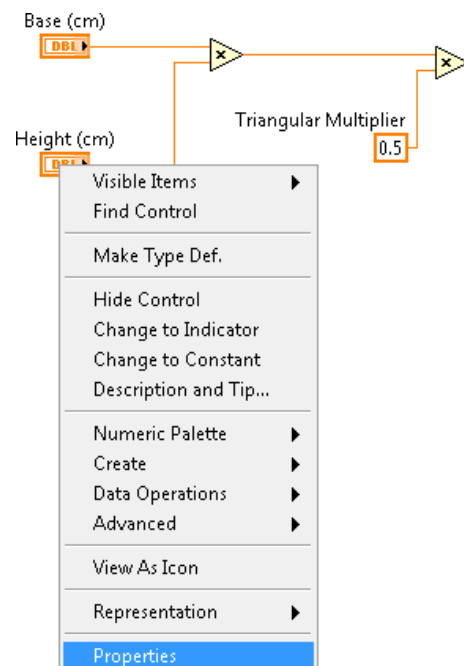 Base (cm)
DBL
×
×
Triangular Multiplier
0.5
Height (cm)
DBL
Visible Items
Find Control
Make Type Def.
Hide Control
Change to Indicator
Change to Constant
Description and Tip...
Numeric Palette
Create
Data Operations
Advanced
View As Icon
Representation
Properties